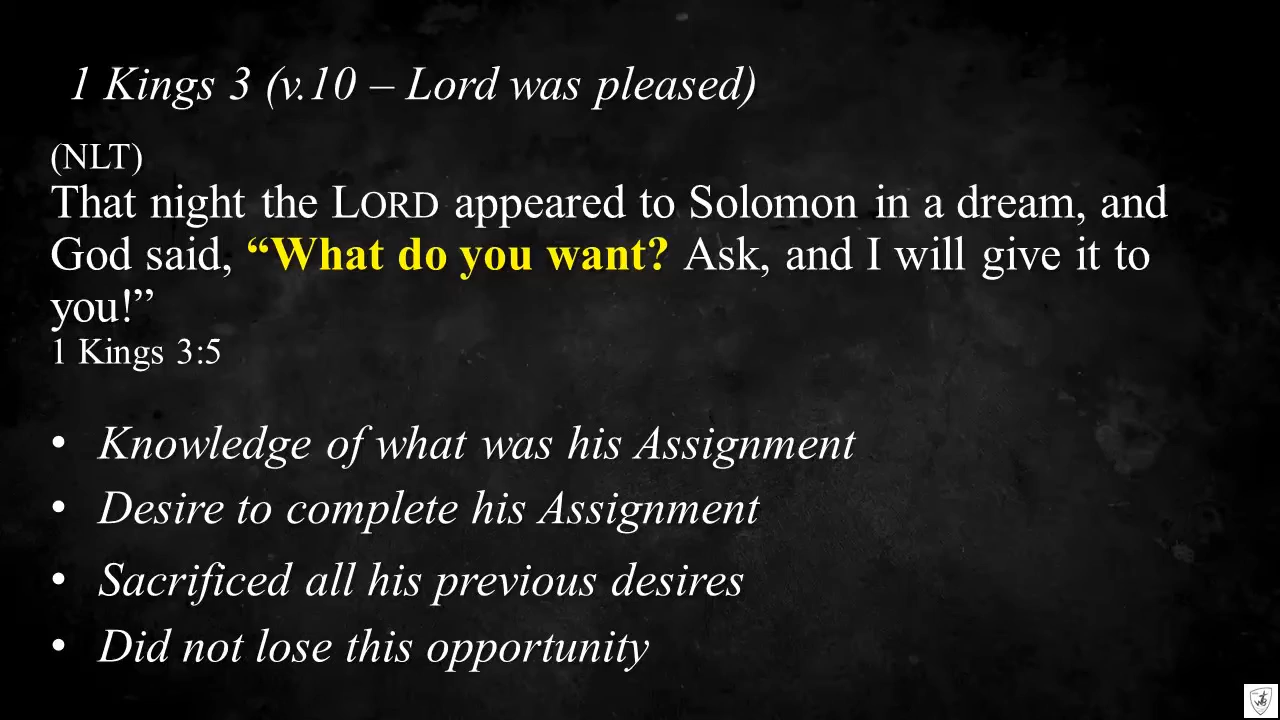 1 Kings 3 (v.10 – Lord was pleased)
(NLT)
That night the LORD appeared to Solomon in a dream, and
God said, “What do you want? Ask, and I will give it to
you!”
1 Kings 3:5
• Knowledge of what was his Assignment
• Desire to complete his Assignment
• Sacrificed all his previous desires
• Did not lose this opportunity